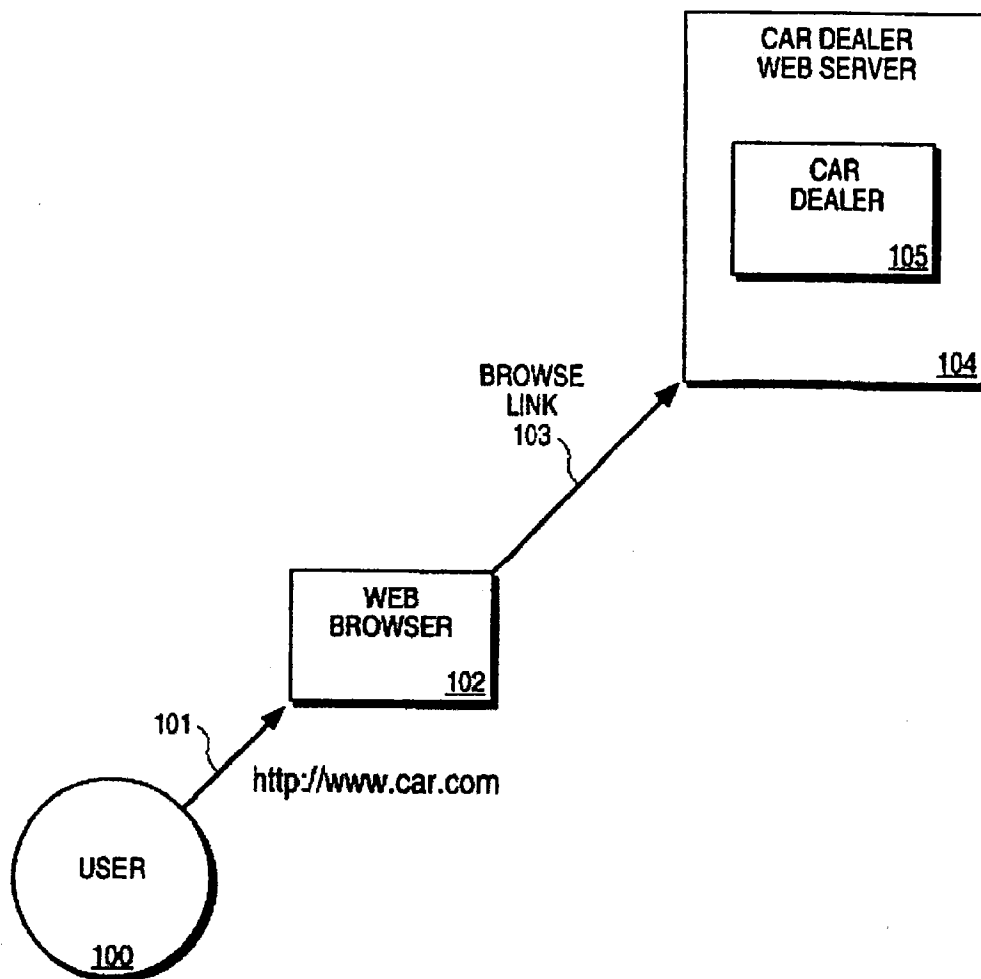 CAR DEALER
WEB SERVER
CAR
DEALER
105
104
BROWSE
LINK
103
WEB
BROWSER
102
101
http://www.car.com
USER
100